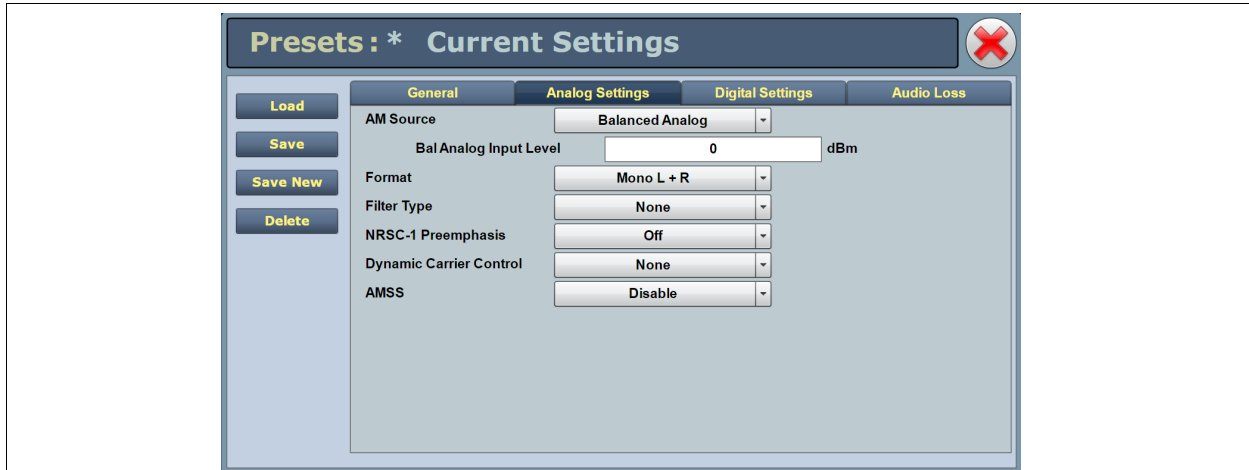 Presets: * Current Settings
Load
Save
Save New
Delete
General Analog Settings Digital Settings Audio Loss
AM Source Balanced Analog
Bal Analog Input Level 0 dBm
Format Mono L + R
Filter Type None
NRSC-1 Preemphasis Off
Dynamic Carrier Control None
AMSS Disable